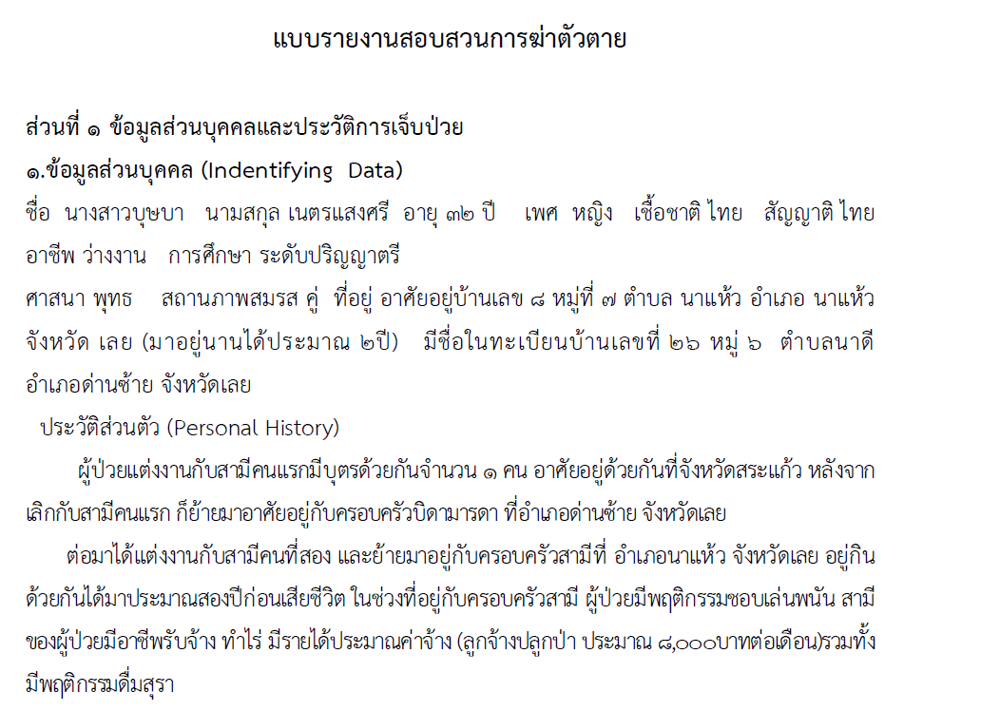 แบบรายงานสอบสวนการฆ่าตัวตาย
ส่วนที่ ๑ ข้อมูลส่วนบุคคลและประวัติการเจ็บป่วย
๑.ข้อมูลส่วนบุคคล (Indentifying Data)
ชื่อ นางสาวบุษบา นามสกุล เนตรแสงศรี อายุ ๓๒ ปี เพศ หญิง เชื้อชาติ ไทย สัญญาติ ไทย
อาชีพ ว่างงาน การศึกษา ระดับปริญญาตรี
ศาสนา พุทธ สถานภาพสมรส คู่ ที่อยู่ อาศัยอยู่บ้านเลข ๘ หมู่ที่ ๗ ตำบล นาแห้ว อำเภอ นาแห้ว
จังหวัด เลย (มาอยู่นานได้ประมาณ ๒ปี) มีชื่อในทะเบียนบ้านเลขที่ ๒๖ หมู่ ๖ ตำบลนาดี
อำเภอด่านซ้าย จังหวัดเลย
ประวัติส่วนตัว (Personal History)
ผู้ป่วยแต่งงานกับสามีคนแรกมีบุตรด้วยกันจำนวน ๑ คน อาศัยอยู่ด้วยกันที่จังหวัดสระแก้ว หลังจาก
เลิกกับสามีคนแรก ก็ย้ายมาอาศัยอยู่กับครอบครัวบิดามารดา ที่อำเภอด่านซ้าย จังหวัดเลย
ต่อมาได้แต่งงานกับสามีคนที่สอง และย้ายมาอยู่กับครอบครัวสามีที่ อำเภอนาแห้ว จังหวัดเลย อยู่กิน
ด้วยกันได้มาประมาณสองปีก่อนเสียชีวิต ในช่วงที่อยู่กับครอบครัวสามี ผู้ป่วยมีพฤติกรรมชอบเล่นพนัน สามี
ของผู้ป่วยมีอาชีพรับจ้าง ทำไร่ มีรายได้ประมาณค่าจ้าง (ลูกจ้างปลูกป่า ประมาณ ๘,๐๐๐บาทต่อเดือน)รวมทั้ง
มีพฤติกรรมดื่มสุรา